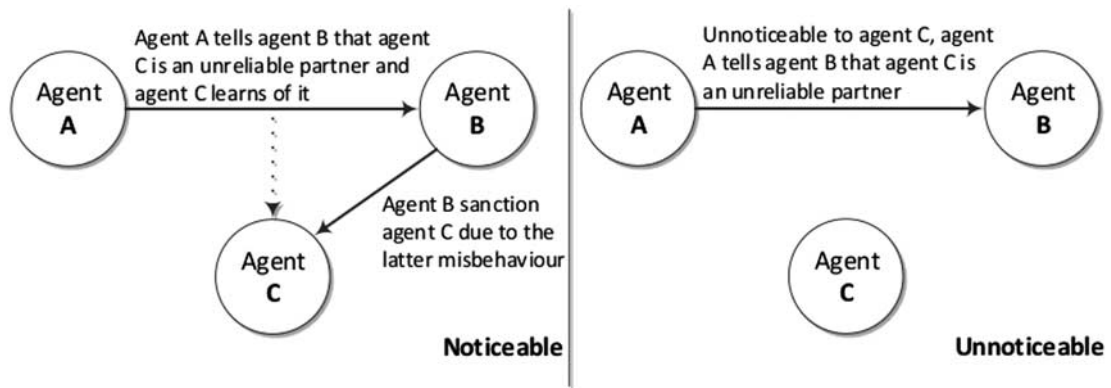 Agent A tells agent B that agent
C is an unreliable partner and
agent C learns of it
Agent
A
Agent
B
Agent B sanction
agent C due to the
latter misbehaviour
Agent
C
Noticeable
Unnoticeable to agent C, agent
A tells agent B that agent C is
an unreliable partner
Agent
A
Agent
B
Agent
C
Unnoticeable